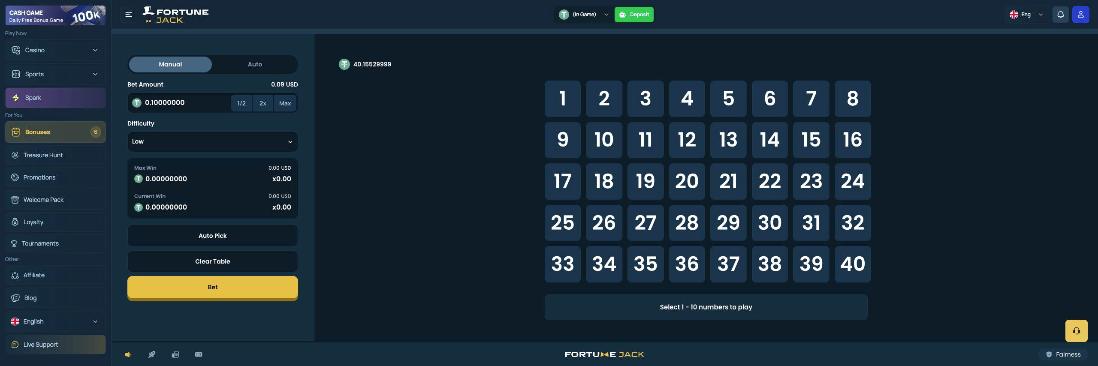 CASH GAME
Daily Free Bonus Game
100K
Play Now
Casino
Sports
Spark
For You
Bonuses
6
Treasure Hunt
Promotions
Welcome Pack
Loyalty
Tournaments
Other
Affiliate
Blog
English
Live Support
FORTUNE
JACK
(In Game)
Deposit
Eng
Manual
Auto
Bet Amount
0.09 USD
0.10000000
1/2
2x
Max
Difficulty
Low
Max Win
0.00 USD
0.00000000
x0.00
Current Win
0.00 USD
0.00000000
x0.00
Auto Pick
Clear Table
Bet
40.15529999
1 2 3 4 5 6 7 8
9 10 11 12 13 14 15 16
17 18 19 20 21 22 23 24
25 26 27 28 29 30 31 32
33 34 35 36 37 38 39 40
Select 1 - 10 numbers to play
FORTUNE JACK
Fairness